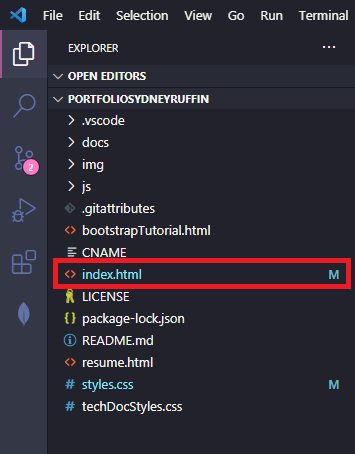 File Edit Selection View Go Run Terminal
EXPLORER
OPEN EDITORS
PORTFOLIOSYDNEYRUFFIN
.vscode
docs
img
js
.gitattributes
bootstrapTutorial.html
CNAME
index.html M
LICENSE
package-lock.json
README.md
resume.html
styles.css M
techDocStyles.css
2